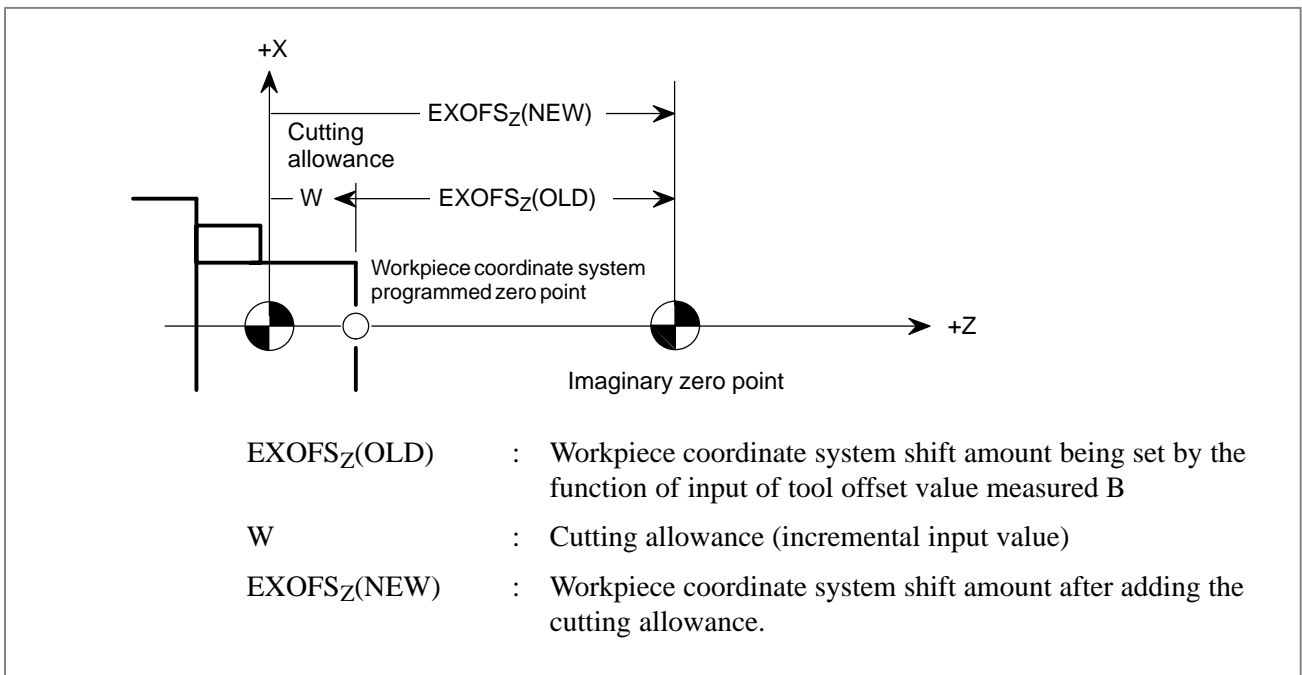 +X
EXOFSZ(NEW)
Cutting
allowance
W
EXOFSZ(OLD)
Workpiece coordinate system
programmed zero point
+Z
Imaginary zero point
EXOFSZ(OLD) : Workpiece coordinate system shift amount being set by the
function of input of tool offset value measured B
W : Cutting allowance (incremental input value)
EXOFSZ(NEW) : Workpiece coordinate system shift amount after adding the
cutting allowance.